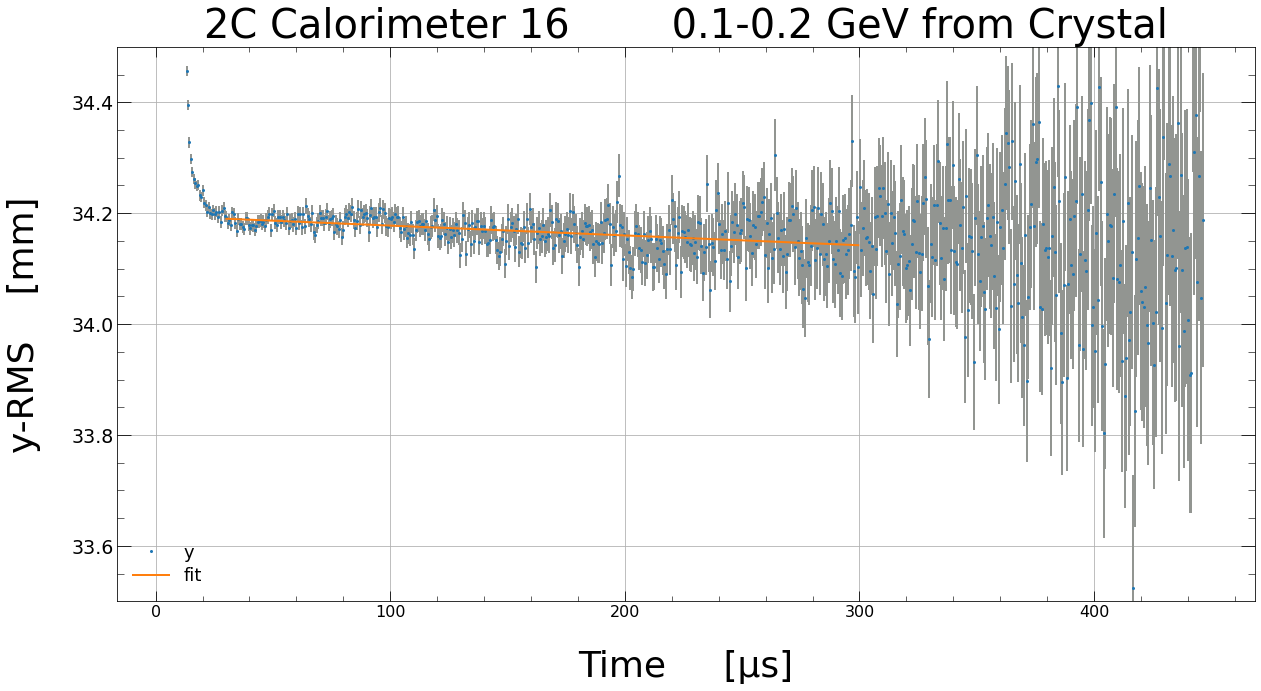 2C Calorimeter 16 0.1-0.2 GeV from Crystal
y-RMS [mm]
34.4
34.2
34.0
33.8
33.6
y
fit
0 100 200 300 400
Time [μs]